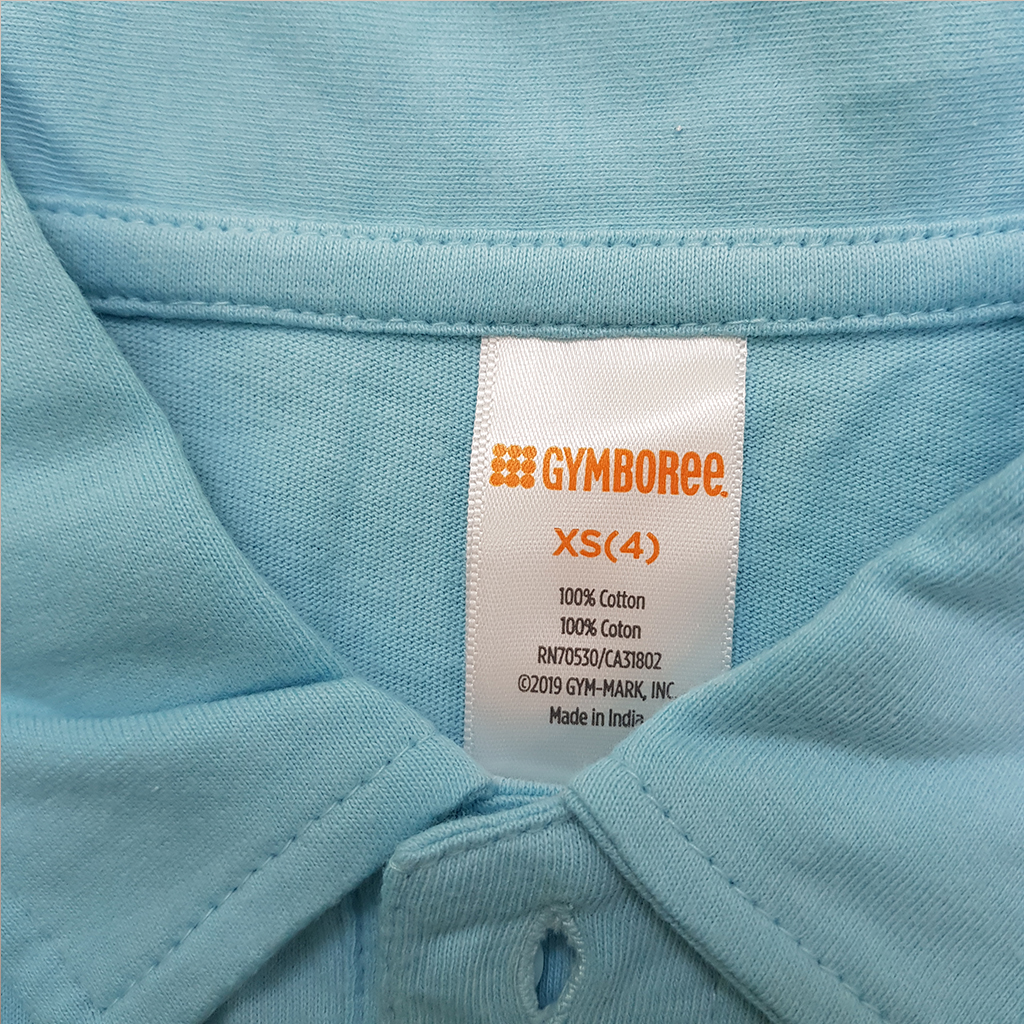 GYMBOREE
XS(4)
100% Cotton
100% Coton
RN70530/CA31802
©2019 GYM-MARK, INC.
Made in India